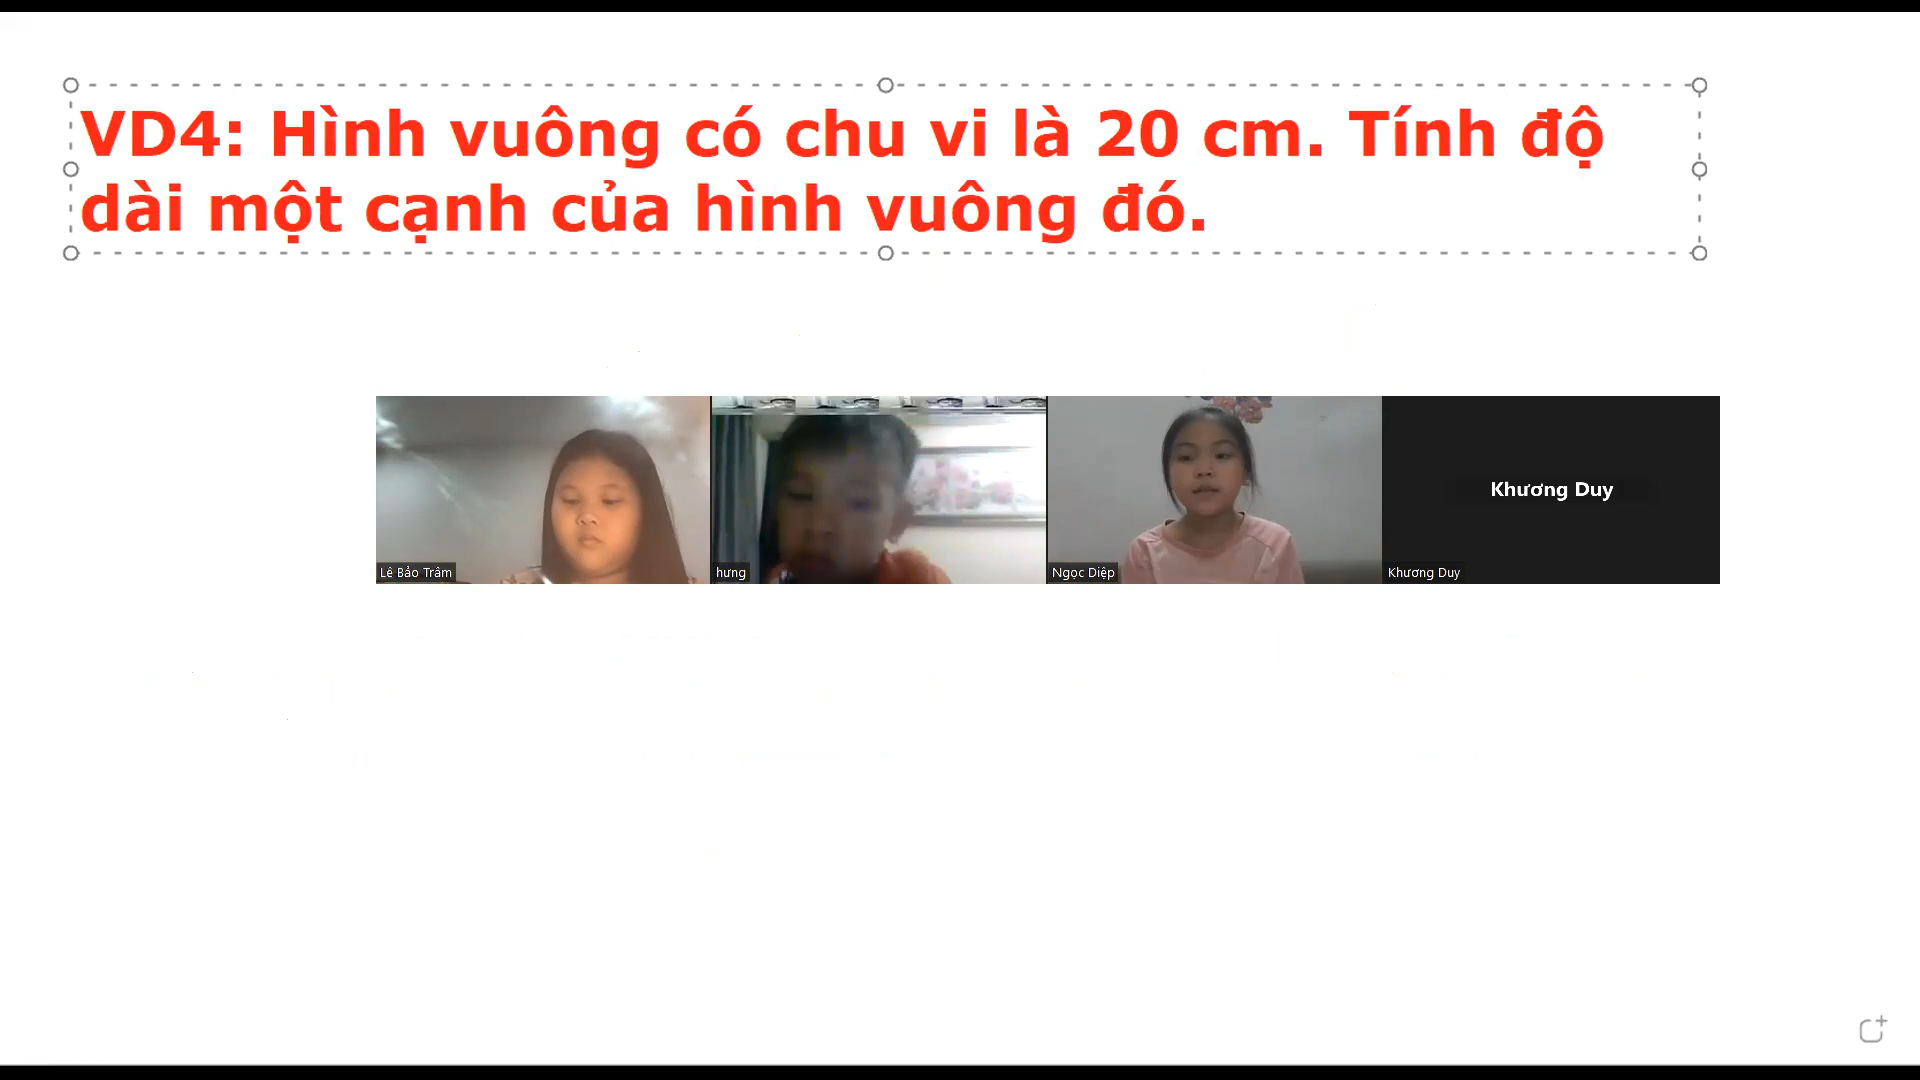 VD4: Hình vuông có chu vi là 20 cm. Tính độ
dài một cạnh của hình vuông đó.
Khương Duy
Lê Bảo Trâm
hưng
Ngọc Diệp
Khương Duy